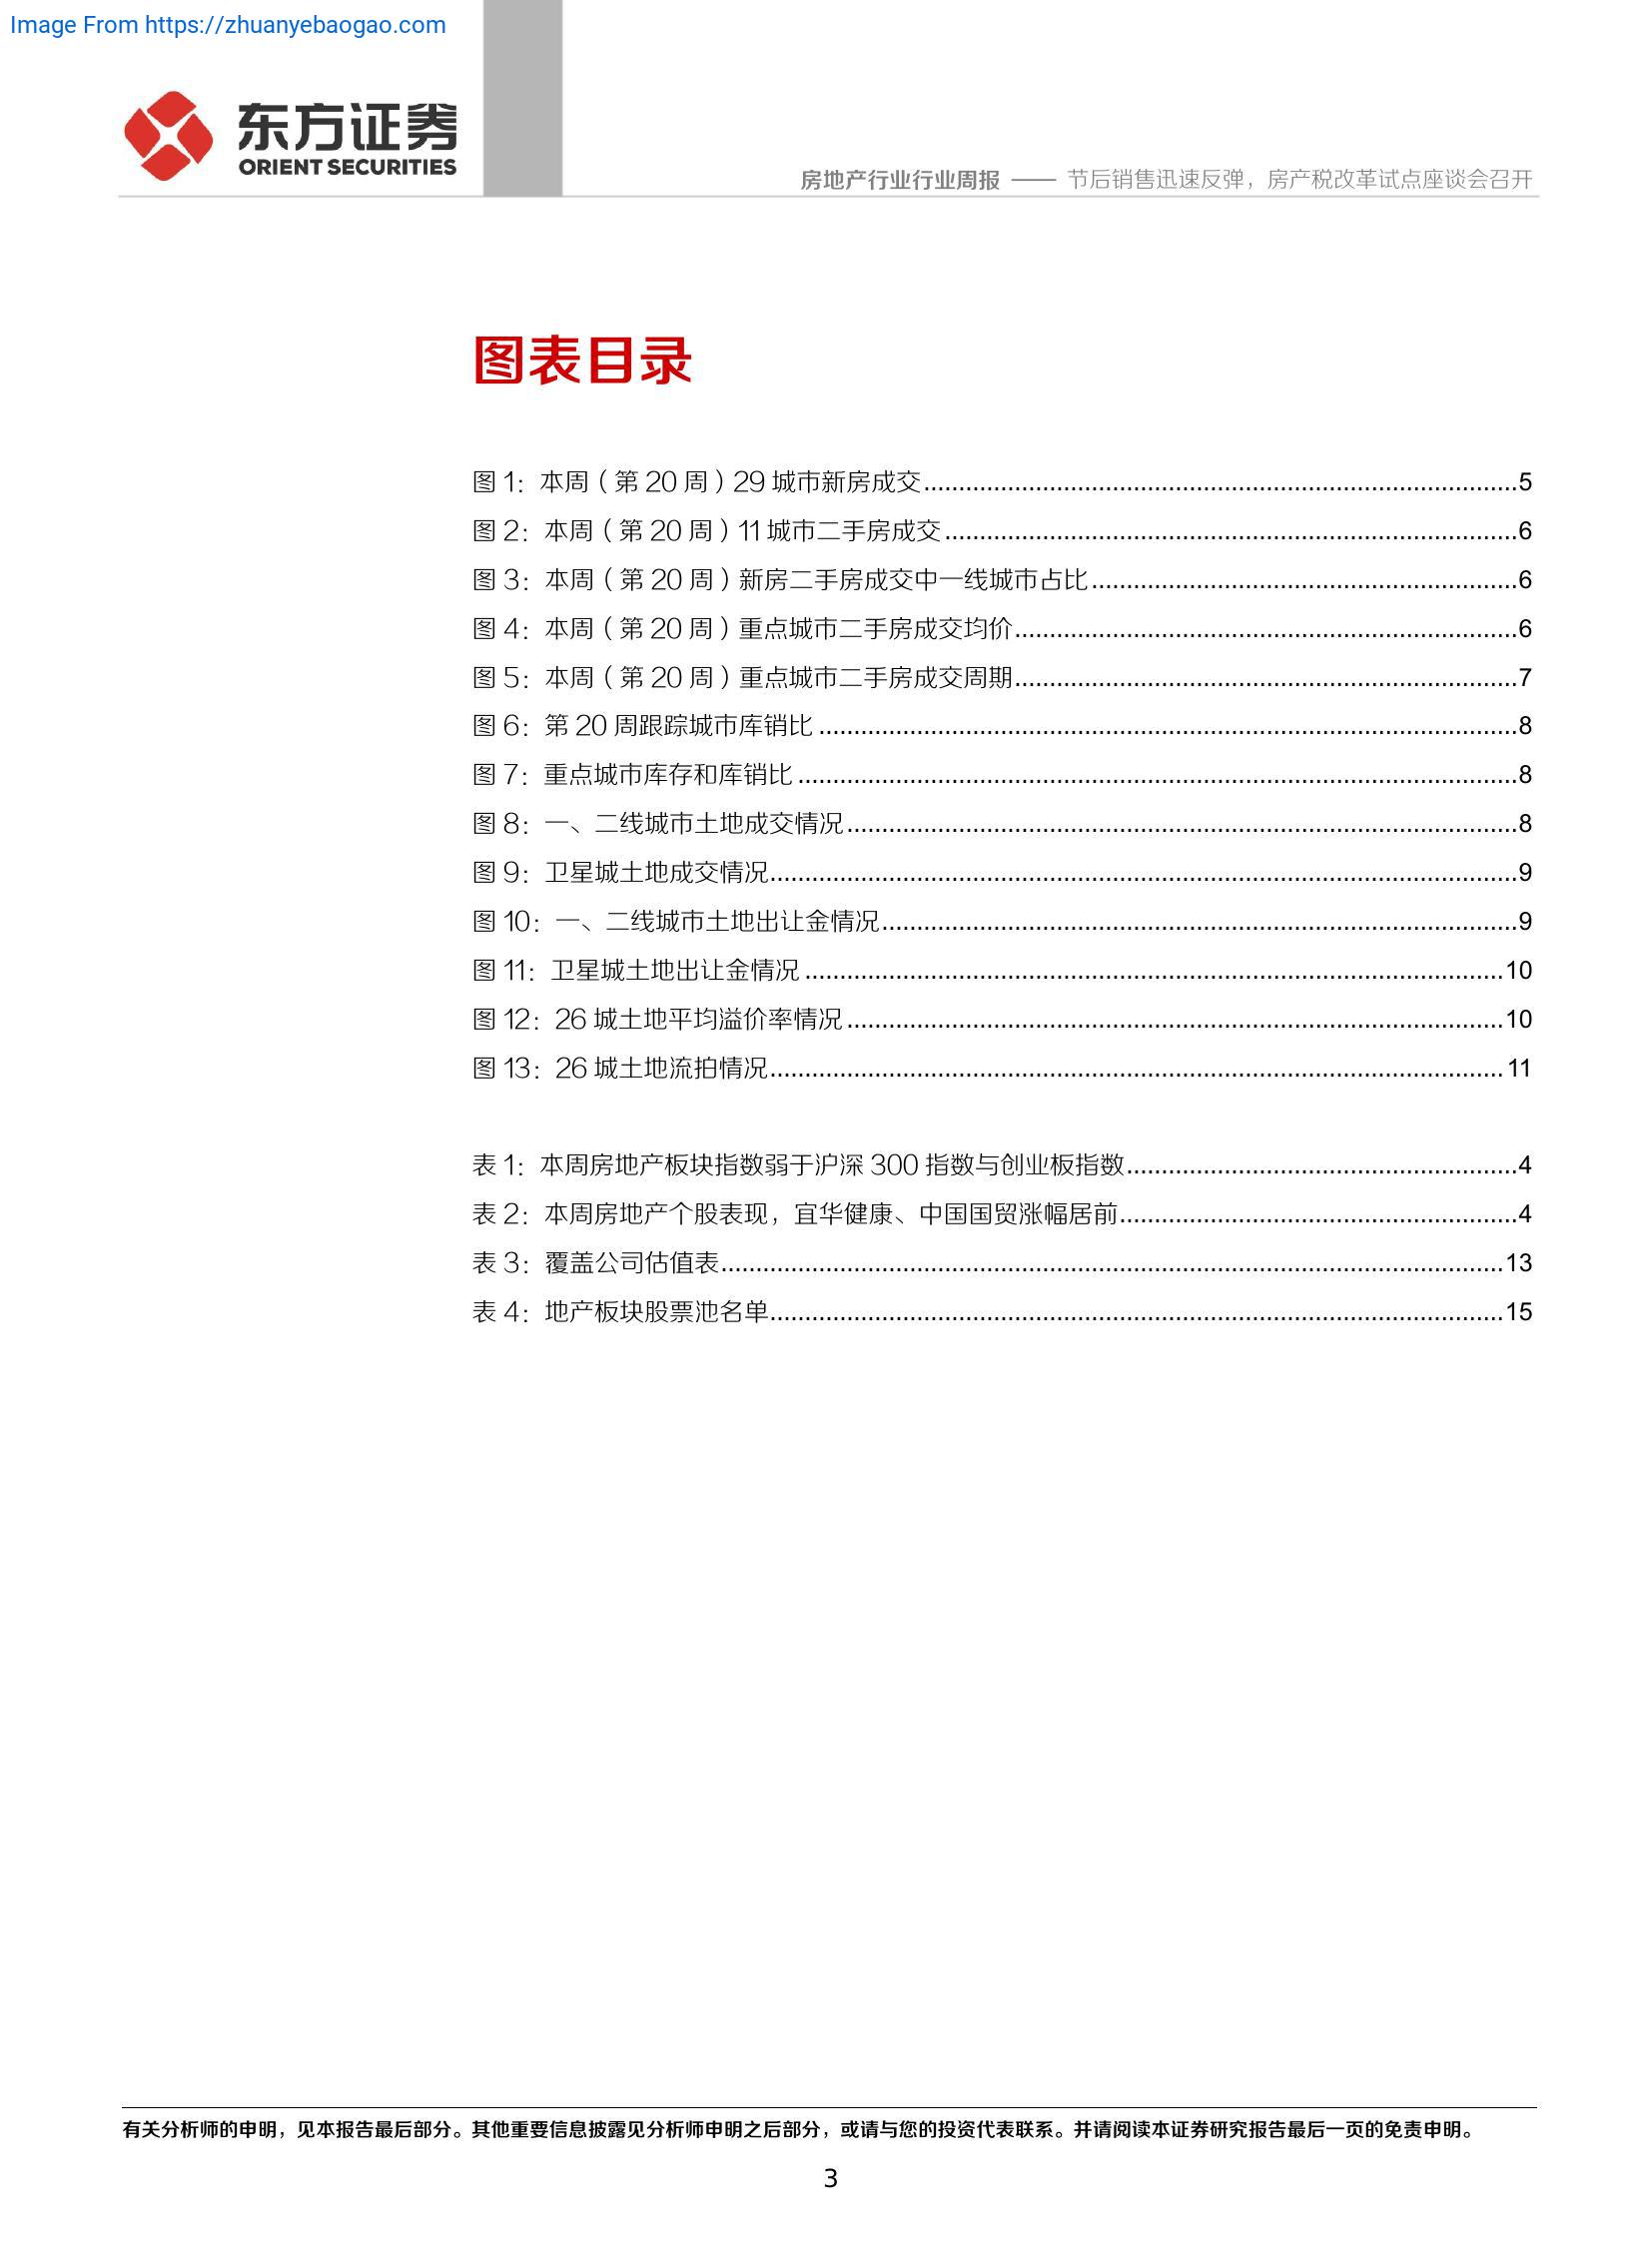 Image From https://zhuanyebaogao.com
东方证券
ORIENT SECURITIES
房地产行业行业周报 —— 节后销售迅速反弹，房产税改革试点座谈会召开
图表目录
图 1：本周（第 20 周）29 城市新房成交....................5
图 2：本周（第 20 周）11 城市二手房成交....................6
图 3：本周（第 20 周）新房二手房成交中一线城市占比....................6
图 4：本周（第 20 周）重点城市二手房成交均价....................6
图 5：本周（第 20 周）重点城市二手房成交周期....................7
图 6：第 20 周跟踪城市库销比....................8
图 7：重点城市库存和库销比....................8
图 8：一、二线城市土地成交情况....................8
图 9：卫星城土地成交情况....................9
图 10：一、二线城市土地出让金情况....................9
图 11：卫星城土地出让金情况....................10
图 12：26 城土地平均溢价率情况....................10
图 13：26 城土地流拍情况....................11
表 1：本周房地产板块指数弱于沪深 300 指数与创业板指数....................4
表 2：本周房地产个股表现，宜华健康、中国国贸涨幅居前....................4
表 3：覆盖公司估值表....................13
表 4：地产板块股票池名单....................15
有关分析师的申明，见本报告最后部分。其他重要信息披露见分析师申明之后部分，或请与您的投资代表联系。并请阅读本证券研究报告最后一页的免责申明。
3